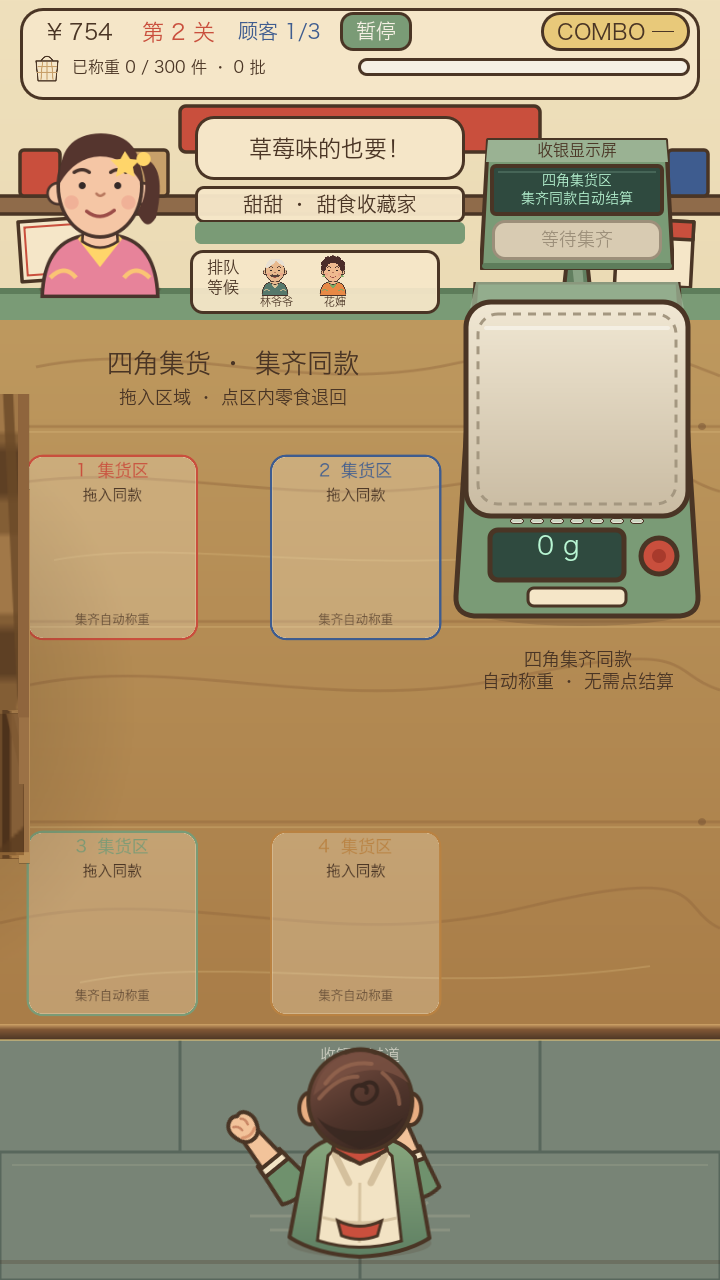 ¥ 754
第 2 关
顾客 1/3
暂停
COMBO —
已称重 0 / 300 件 · 0 批
草莓味的也要！
甜甜 · 甜食收藏家
排队
等候
林爷爷
花婶
收银显示屏
四角集货区
集齐同款自动结算
等待集齐
四角集货 · 集齐同款
拖入区域 · 点区内零食退回
1 集货区
拖入同款
集齐自动称重
2 集货区
拖入同款
集齐自动称重
0 g
四角集齐同款
自动称重 · 无需点结算
3 集货区
拖入同款
集齐自动称重
4 集货区
拖入同款
集齐自动称重